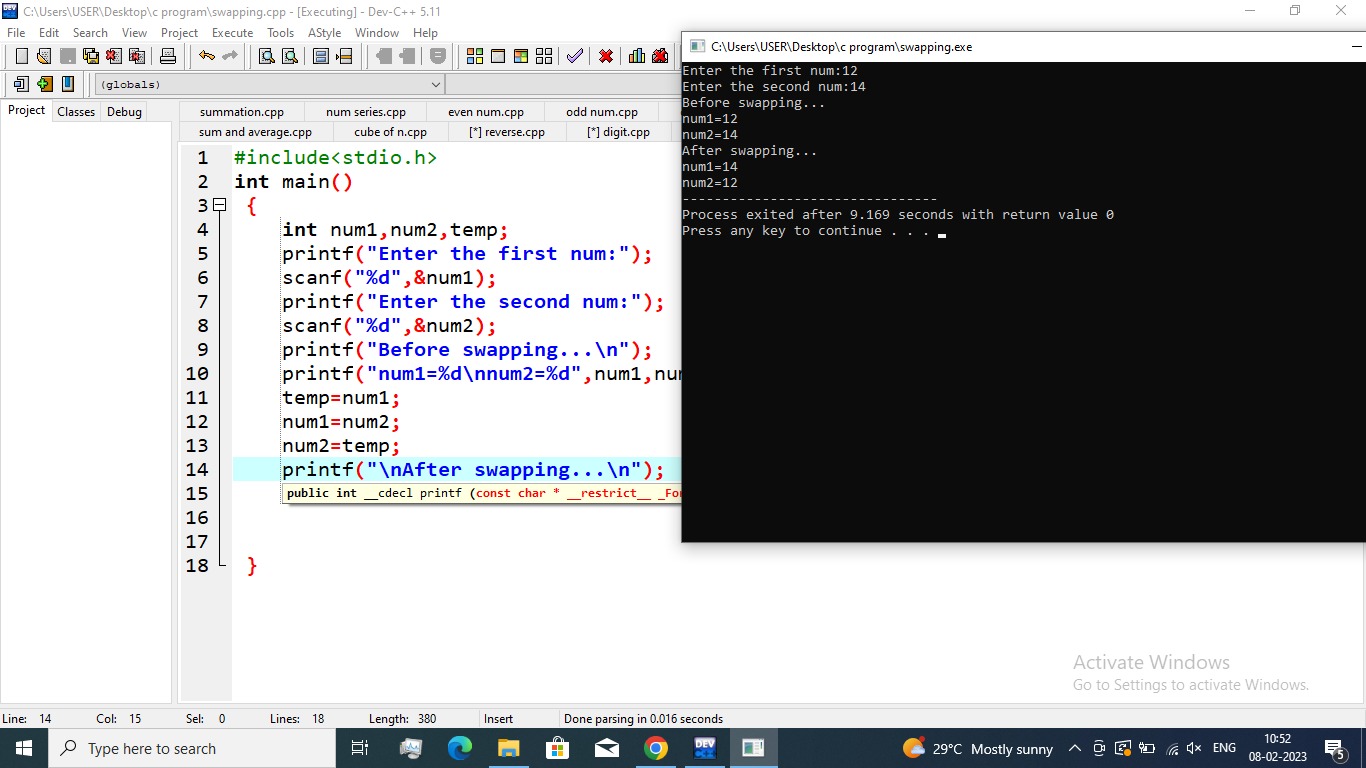 C:\Users\USER\Desktop\c program\swapping.cpp - [Executing] - Dev-C++ 5.11
File Edit Search View Project Execute Tools AStyle Window Help
(globals)
Project Classes Debug
summation.cpp num series.cpp even num.cpp odd num.cpp
sum and average.cpp cube of n.cpp [*] reverse.cpp [*] digit.cpp
1 #include<stdio.h>
2 int main()
3 {
4 int num1,num2,temp;
5 printf("Enter the first num:");
6 scanf("%d",&num1);
7 printf("Enter the second num:");
8 scanf("%d",&num2);
9 printf("Before swapping...\n");
10 printf("num1=%d\nnum2=%d",num1,nu
11 temp=num1;
12 num1=num2;
13 num2=temp;
14 printf("\nAfter swapping...\n");
15 public int __cdecl printf (const char * __restrict__ _For
16
17
18 }
C:\Users\USER\Desktop\c program\swapping.exe
Enter the first num:12
Enter the second num:14
Before swapping...
num1=12
num2=14
After swapping...
num1=14
num2=12
--------------------------------
Process exited after 9.169 seconds with return value 0
Press any key to continue . . .
Activate Windows
Go to Settings to activate Windows.
Line: 14 Col: 15 Sel: 0 Lines: 18 Length: 380 Insert Done parsing in 0.016 seconds
Type here to search
DEV
29°C Mostly sunny
ENG
10:52
08-02-2023
5